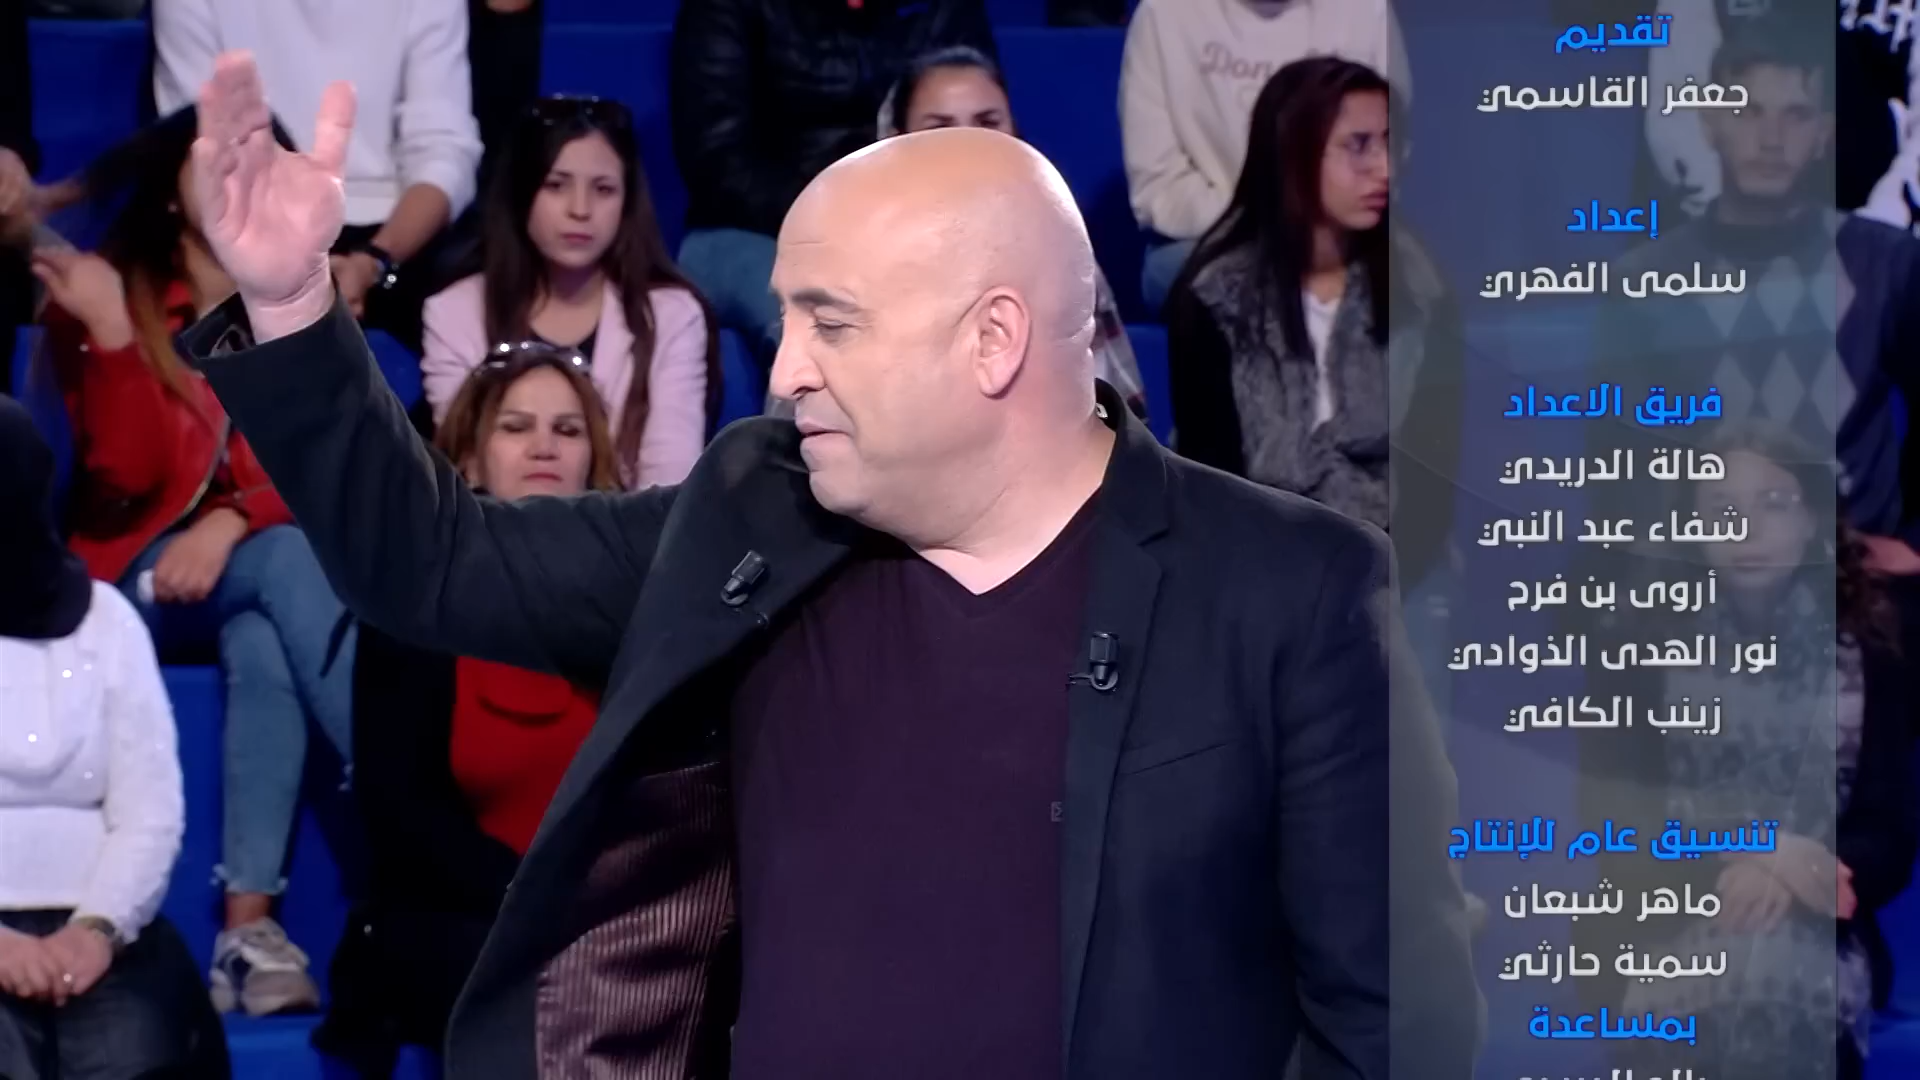 تقديم
جعفر القاسمي
إعداد
سلمى الفهري
فريق الاعداد
هالة الدريدي
شفاء عبد النبي
أروى بن فرح
نور الهدى الذوادي
زينب الكافي
تنسيق عام للإنتاج
ماهر شبعان
سمية حارثي
بمساعدة